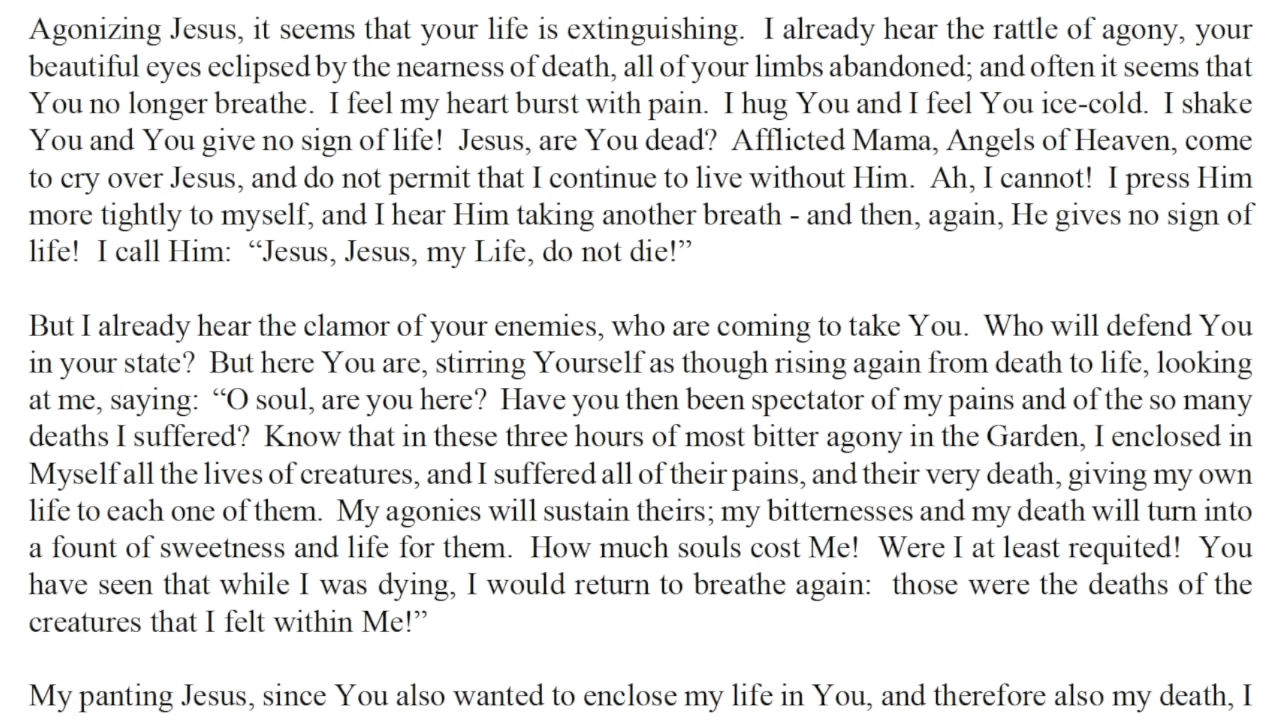 Agonizing Jesus, it seems that your life is extinguishing.  I already hear the rattle of agony, your
beautiful eyes eclipsed by the nearness of death, all of your limbs abandoned; and often it seems that
You no longer breathe.  I feel my heart burst with pain.  I hug You and I feel You ice-cold.  I shake
You and You give no sign of life!  Jesus, are You dead?  Afflicted Mama, Angels of Heaven, come
to cry over Jesus, and do not permit that I continue to live without Him.  Ah, I cannot!  I press Him
more tightly to myself, and I hear Him taking another breath - and then, again, He gives no sign of
life!  I call Him:  “Jesus, Jesus, my Life, do not die!”
But I already hear the clamor of your enemies, who are coming to take You.  Who will defend You
in your state?  But here You are, stirring Yourself as though rising again from death to life, looking
at me, saying:  “O soul, are you here?  Have you then been spectator of my pains and of the so many
deaths I suffered?  Know that in these three hours of most bitter agony in the Garden, I enclosed in
Myself all the lives of creatures, and I suffered all of their pains, and their very death, giving my own
life to each one of them.  My agonies will sustain theirs; my bitternesses and my death will turn into
a fount of sweetness and life for them.  How much souls cost Me!  Were I at least requited!  You
have seen that while I was dying, I would return to breathe again:  those were the deaths of the
creatures that I felt within Me!”
My panting Jesus, since You also wanted to enclose my life in You, and therefore also my death, I